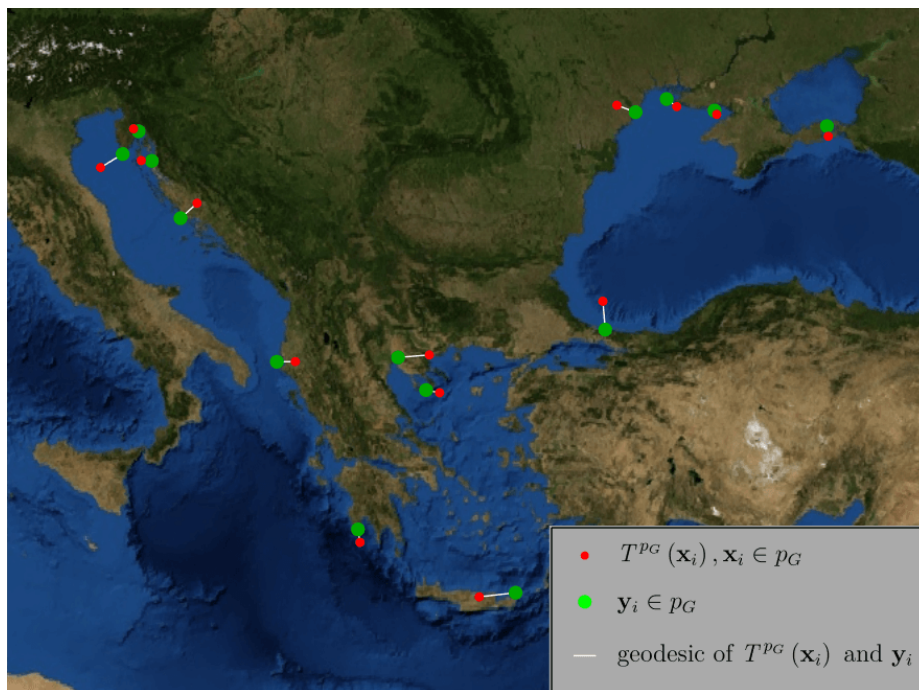 T^{p_G} (x_i) , x_i ∈ p_G
y_i ∈ p_G
geodesic of T^{p_G} (x_i) and y_i